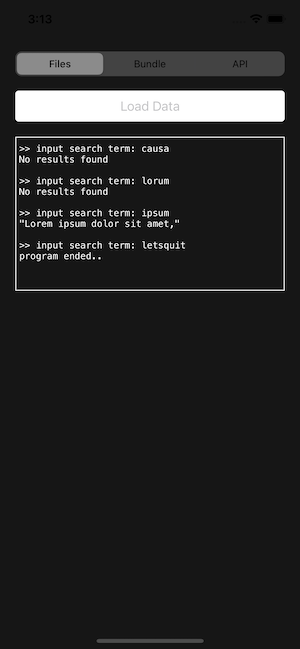 3:13
Files Bundle API
Load Data
>> input search term: causa
No results found
>> input search term: lorum
No results found
>> input search term: ipsum
"Lorem ipsum dolor sit amet,"
>> input search term: letsquit
program ended..